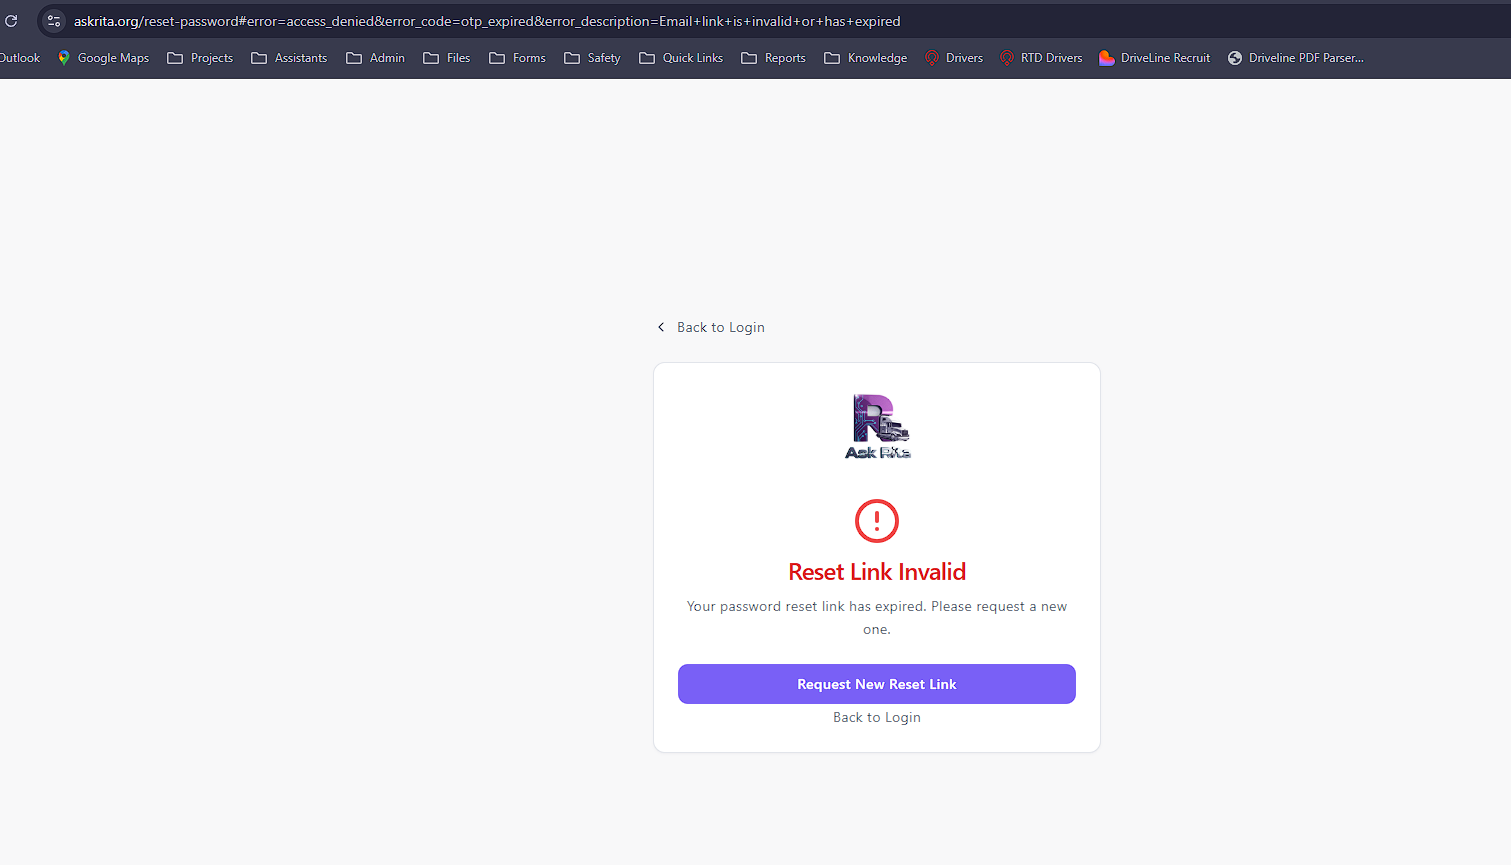 askrita.org/reset-password#error=access_denied&error_code=otp_expired&error_description=Email+link+is+invalid+or+has+expired
Outlook Google Maps Projects Assistants Admin Files Forms Safety Quick Links Reports Knowledge Drivers RTD Drivers DriveLine Recruit Driveline PDF Parser...
Back to Login
R
Ask Rita
Reset Link Invalid
Your password reset link has expired. Please request a new
one.
Request New Reset Link
Back to Login